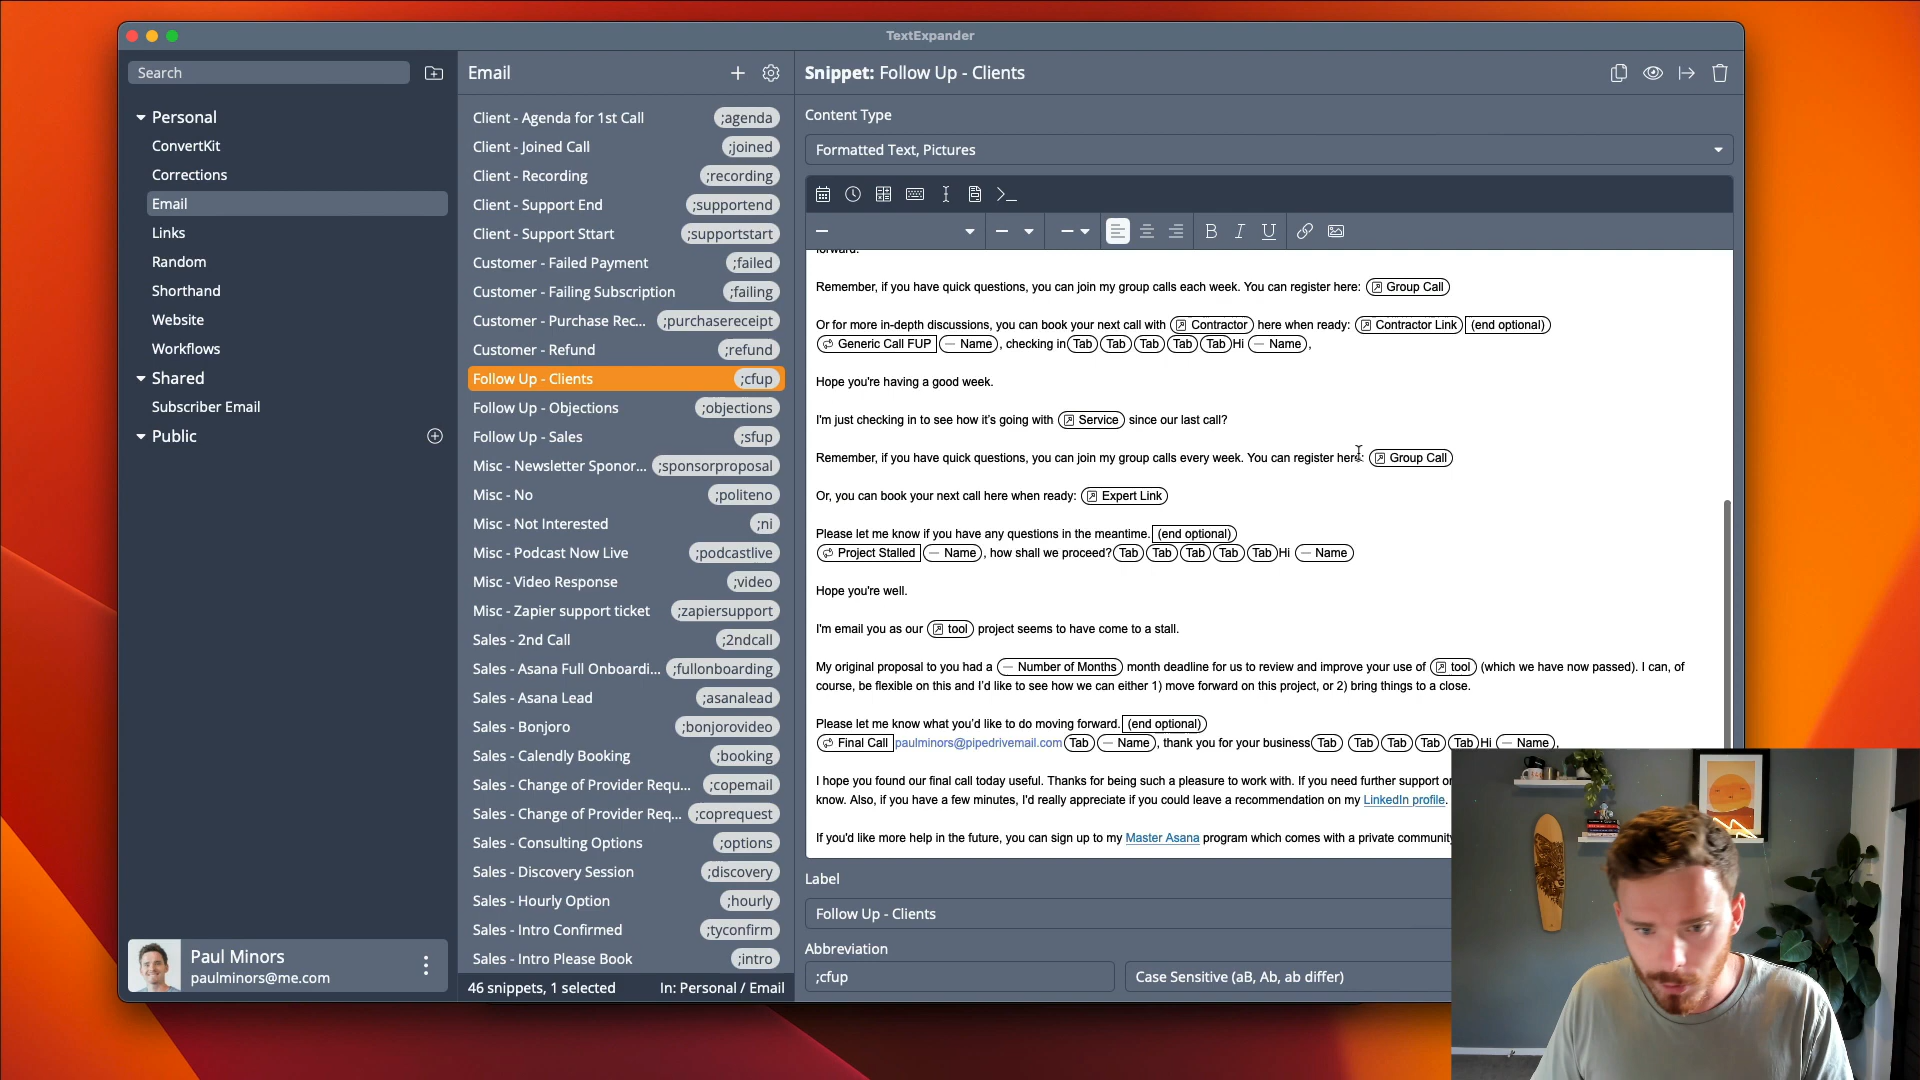 TextExpander
Search
Personal
ConvertKit
Corrections
Email
Links
Random
Shorthand
Website
Workflows
Shared
Subscriber Email
Public
Paul Minors
paulminors@me.com
Email
Client - Agenda for 1st Call ;agenda
Client - Joined Call ;joined
Client - Recording ;recording
Client - Support End ;supportend
Client - Support Sttart ;supportstart
Customer - Failed Payment ;failed
Customer - Failing Subscription ;failing
Customer - Purchase Rec... ;purchasereceipt
Customer - Refund ;refund
Follow Up - Clients ;cfup
Follow Up - Objections ;objections
Follow Up - Sales ;sfup
Misc - Newsletter Sponsor... ;sponsorproposal
Misc - No ;politeno
Misc - Not Interested ;ni
Misc - Podcast Now Live ;podcastlive
Misc - Video Response ;video
Misc - Zapier support ticket ;zapiersupport
Sales - 2nd Call ;2ndcall
Sales - Asana Full Onboardi... ;fullonboarding
Sales - Asana Lead ;asanalead
Sales - Bonjoro ;bonjorovideo
Sales - Calendly Booking ;booking
Sales - Change of Provider Requ... ;copemail
Sales - Change of Provider Req... ;coprequest
Sales - Consulting Options ;options
Sales - Discovery Session ;discovery
Sales - Hourly Option ;hourly
Sales - Intro Confirmed ;tyconfirm
Sales - Intro Please Book ;intro
46 snippets, 1 selected In: Personal / Email
Snippet: Follow Up - Clients
Content Type
Formatted Text, Pictures
B I U
forward.
Remember, if you have quick questions, you can join my group calls each week. You can register here: Group Call
Or for more in-depth discussions, you can book your next call with Contractor here when ready: Contractor Link (end optional)
Generic Call FUP Name, checking in Tab Tab Tab Tab Tab Hi Name,
Hope you're having a good week.
I'm just checking in to see how it's going with Service since our last call?
Remember, if you have quick questions, you can join my group calls every week. You can register here: Group Call
Or, you can book your next call here when ready: Expert Link
Please let me know if you have any questions in the meantime. (end optional)
Project Stalled Name, how shall we proceed? Tab Tab Tab Tab Tab Hi Name
Hope you're well.
I'm email you as our tool project seems to have come to a stall.
My original proposal to you had a Number of Months month deadline for us to review and improve your use of tool (which we have now passed). I can, of
course, be flexible on this and I'd like to see how we can either 1) move forward on this project, or 2) bring things to a close.
Please let me know what you'd like to do moving forward. (end optional)
Final Call paulminors@pipedrivemail.com Tab Name, thank you for your business Tab Tab Tab Tab Tab Hi Name,
I hope you found our final call today useful. Thanks for being such a pleasure to work with. If you need further support or
know. Also, if you have a few minutes, I'd really appreciate if you could leave a recommendation on my LinkedIn profile.
If you'd like more help in the future, you can sign up to my Master Asana program which comes with a private community
Label
Follow Up - Clients
Abbreviation
;cfup
Case Sensitive (aB, Ab, ab differ)